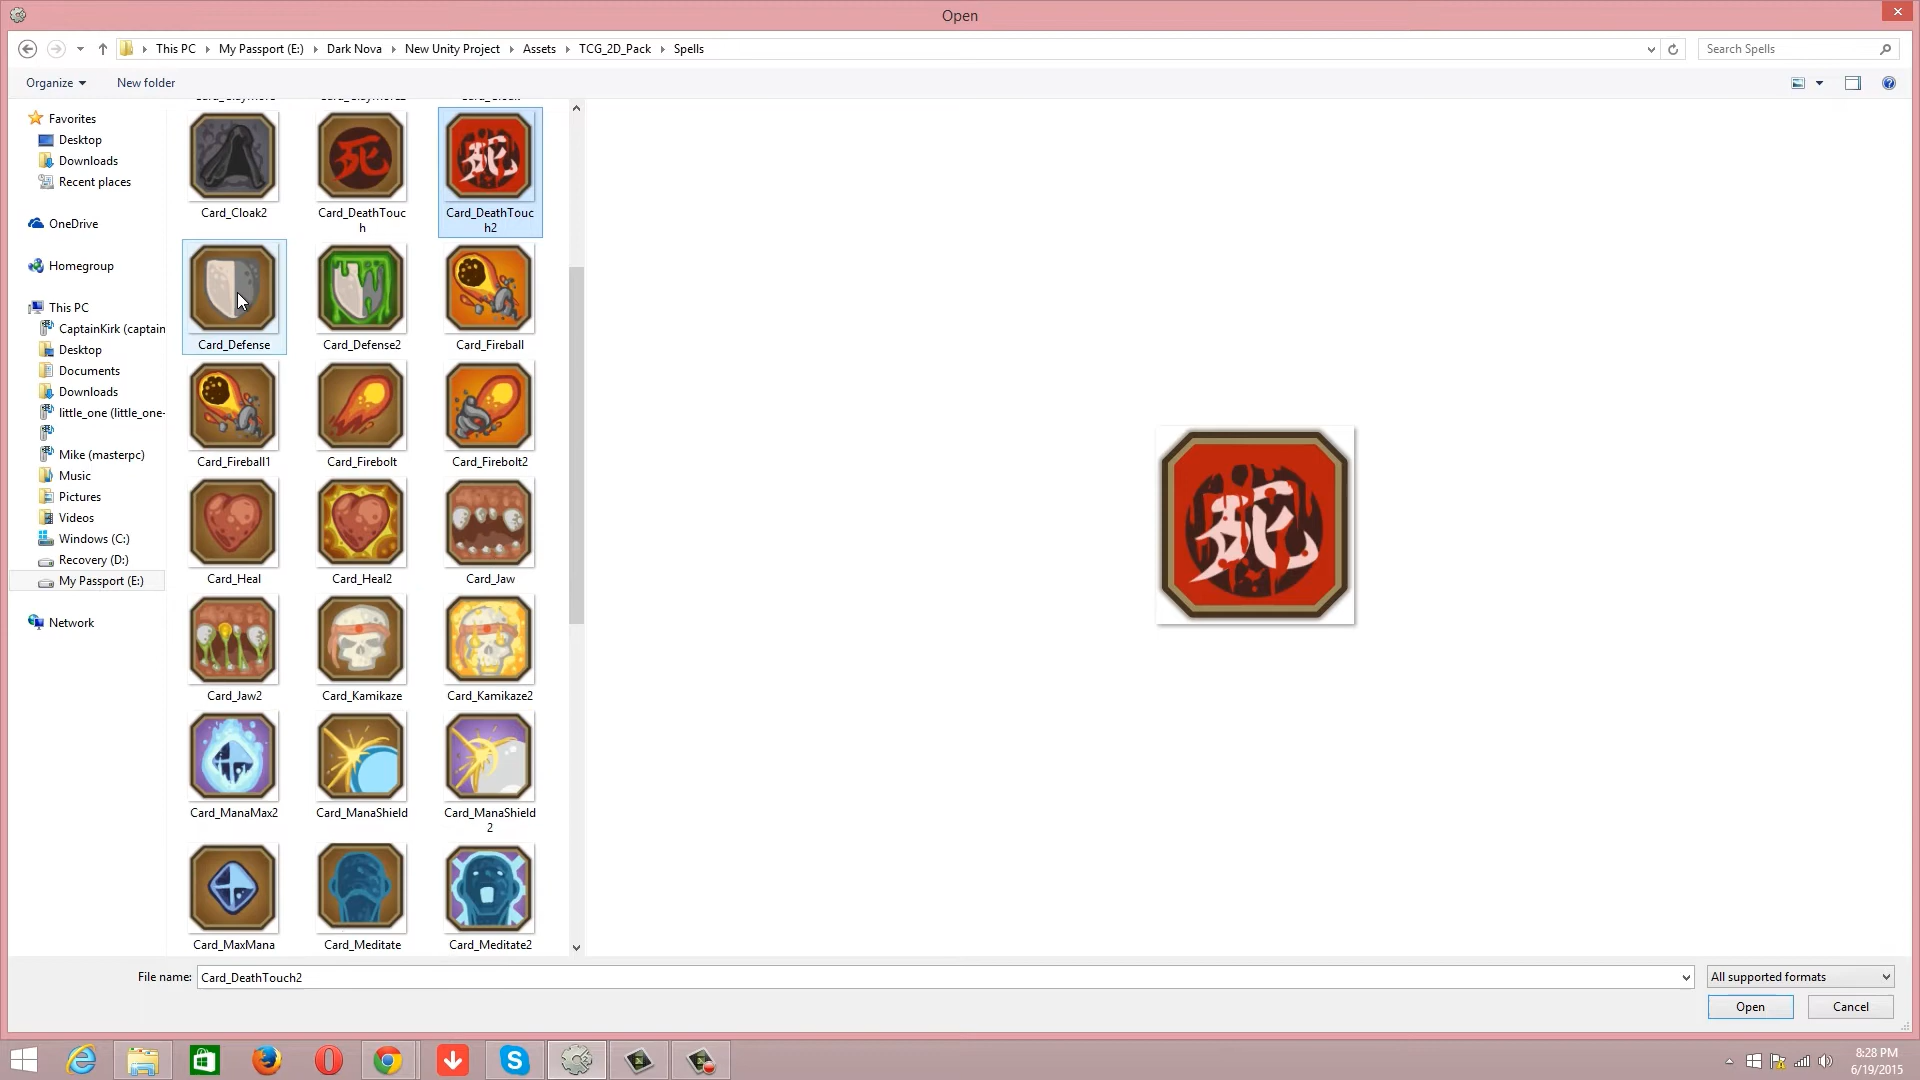 Open
This PC
My Passport (E:)
Dark Nova
New Unity Project
Assets
TCG_2D_Pack
Spells
Search Spells
Organize
New folder
Favorites
Desktop
Downloads
Recent places
OneDrive
Homegroup
This PC
CaptainKirk (captain
Desktop
Documents
Downloads
little_one (little_one-
Mike (masterpc)
Music
Pictures
Videos
Windows (C:)
Recovery (D:)
My Passport (E:)
Network
死
死
Card_Cloak2
Card_DeathTouc
h
Card_DeathTouc
h2
Card_Defense
Card_Defense2
Card_Fireball
Card_Fireball1
Card_Firebolt
Card_Firebolt2
Card_Heal
Card_Heal2
Card_Jaw
Card_Jaw2
Card_Kamikaze
Card_Kamikaze2
Card_ManaMax2
Card_ManaShield
Card_ManaShield
2
Card_MaxMana
Card_Meditate
Card_Meditate2
死
File name:
Card_DeathTouch2
All supported formats
Open
Cancel
8:28 PM
6/19/2015